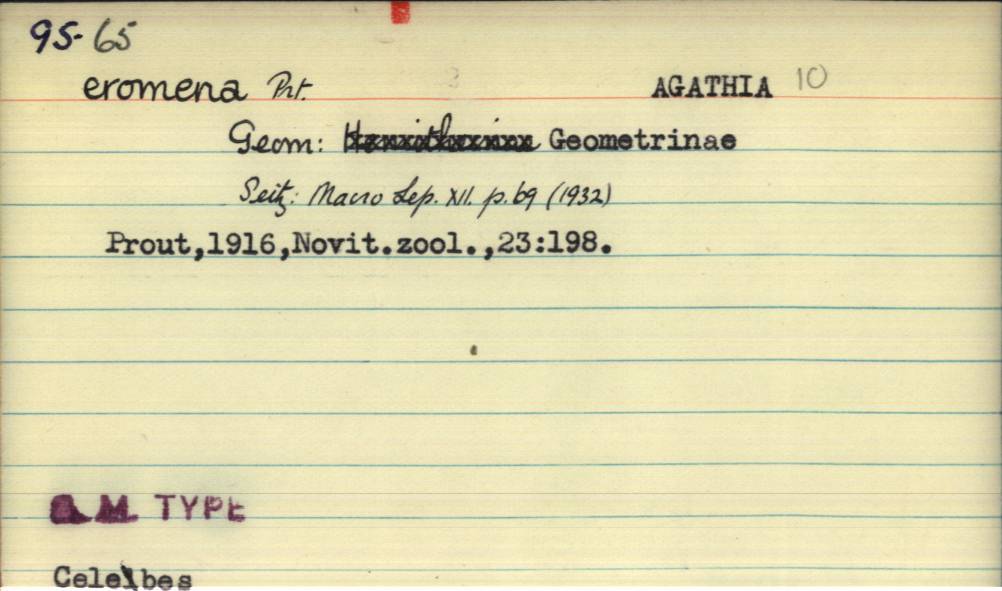 95-65
eromena Prt. AGATHIA 10
Geom: Geometrinae
Seitz: Macro Lep. XII. p.69 (1932)
Prout,1916,Novit.zool.,23:198.
B.M. TYPE
Celebes